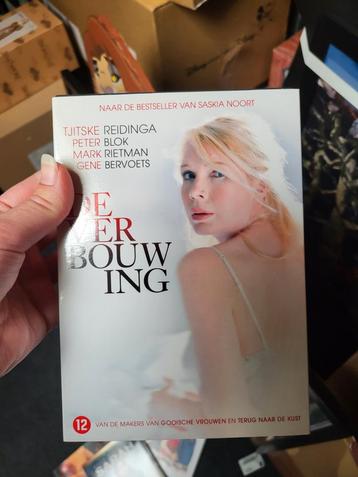 NAAR DE BESTSELLER VAN SASKIA NOORT
TJITSKE REIDINGA
PETER BLOK
MARK RIETMAN
GENE BERVOETS
DE
VER
BOUW
ING
12
VAN DE MAKERS VAN GOOISCHE VROUWEN EN TERUG NAAR DE KUST